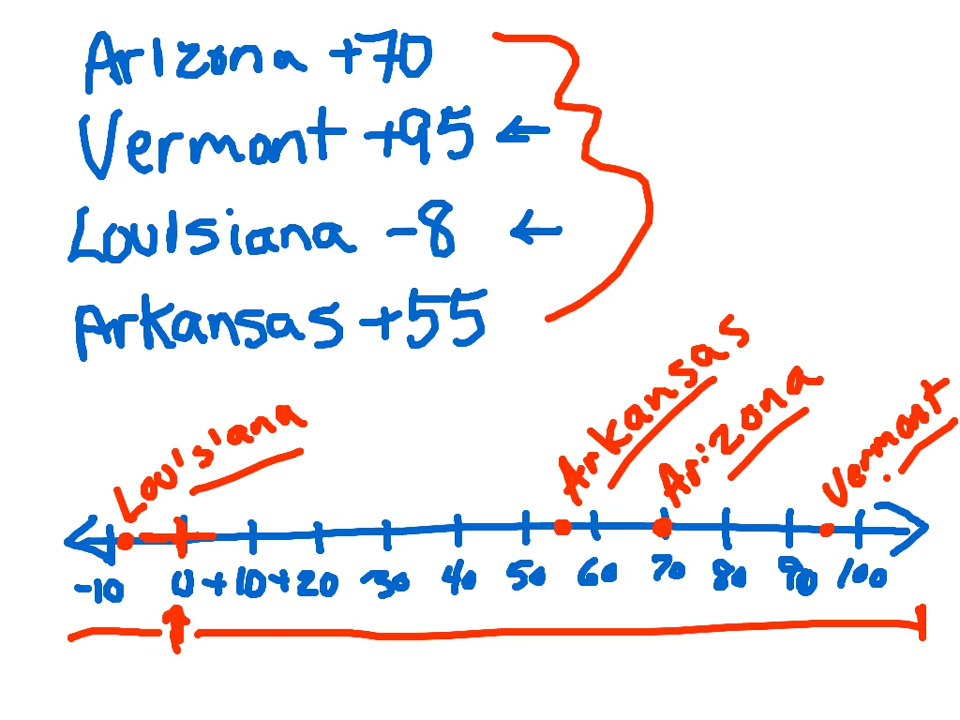 Arizona +70
Vermont +95 ←
Louisiana -8 ←
Arkansas +55
Louisiana Arkansas Arizona Vermont
-10 0 +10 +20 30 40 50 60 70 80 90 100